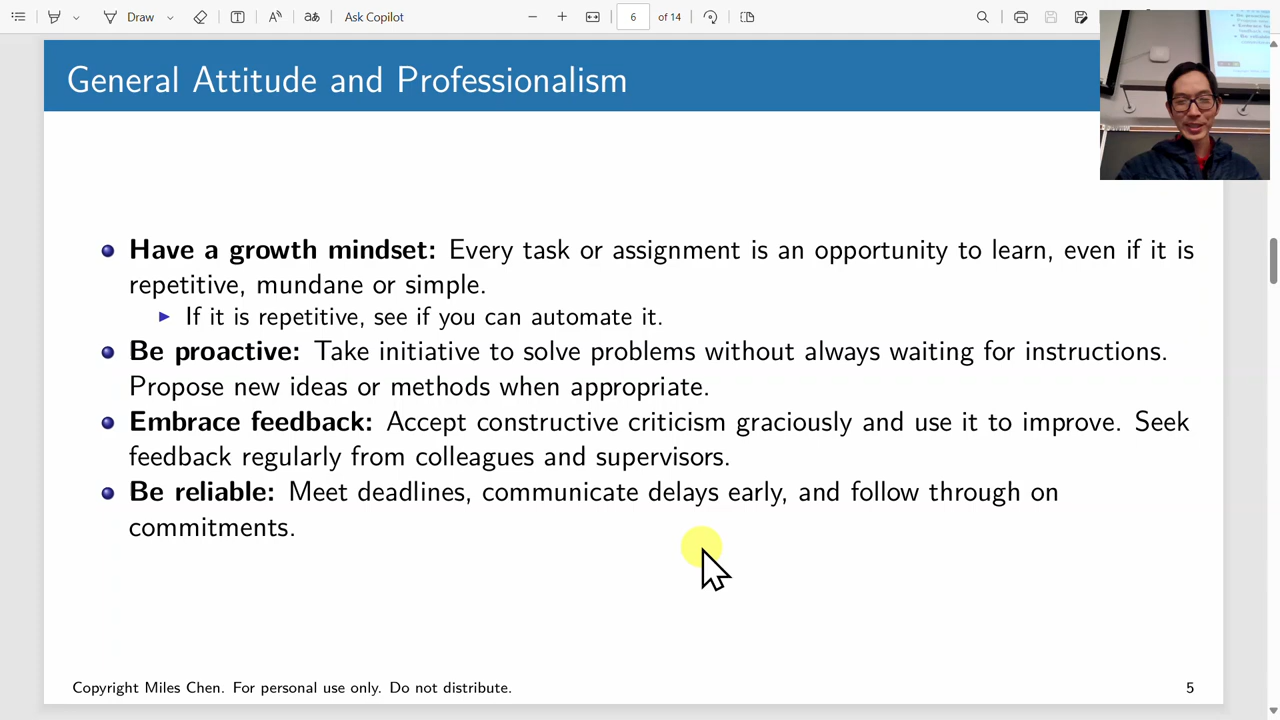 Draw
Ask Copilot
6 of 14
General Attitude and Professionalism
Have a growth mindset: Every task or assignment is an opportunity to learn, even if it is
repetitive, mundane or simple.
If it is repetitive, see if you can automate it.
Be proactive: Take initiative to solve problems without always waiting for instructions.
Propose new ideas or methods when appropriate.
Embrace feedback: Accept constructive criticism graciously and use it to improve. Seek
feedback regularly from colleagues and supervisors.
Be reliable: Meet deadlines, communicate delays early, and follow through on
commitments.
Copyright Miles Chen. For personal use only. Do not distribute.
5